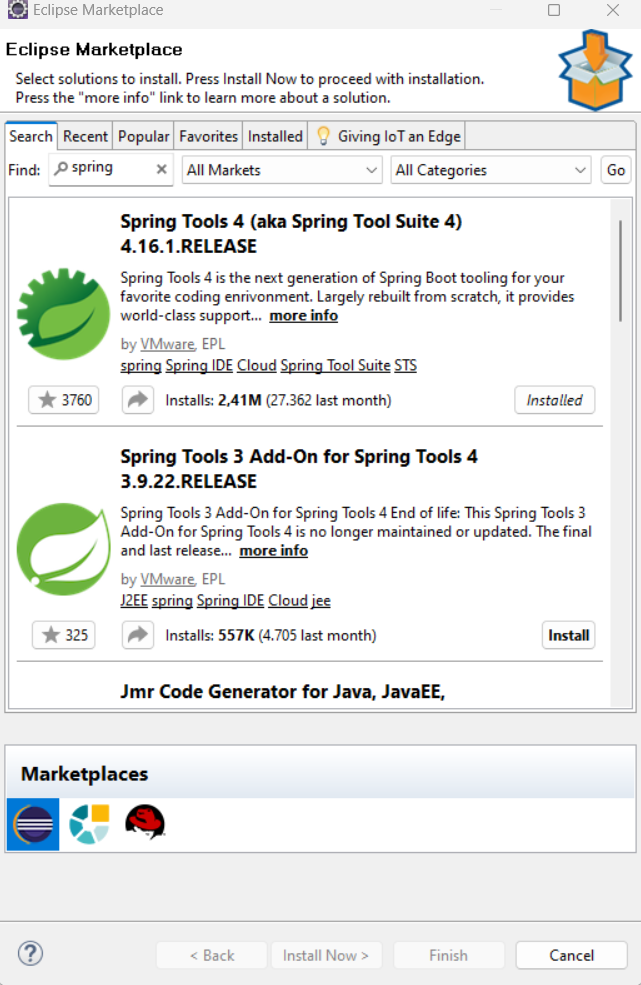 Eclipse Marketplace
Eclipse Marketplace
Select solutions to install. Press Install Now to proceed with installation.
Press the "more info" link to learn more about a solution.
Search Recent Popular Favorites Installed Giving IoT an Edge
Find: spring All Markets All Categories Go
Spring Tools 4 (aka Spring Tool Suite 4)
4.16.1.RELEASE
Spring Tools 4 is the next generation of Spring Boot tooling for your
favorite coding enrivonment. Largely rebuilt from scratch, it provides
world-class support... more info
by VMware, EPL
spring Spring IDE Cloud Spring Tool Suite STS
3760 Installs: 2,41M (27.362 last month) Installed
Spring Tools 3 Add-On for Spring Tools 4
3.9.22.RELEASE
Spring Tools 3 Add-On for Spring Tools 4 End of life: This Spring Tools 3
Add-On for Spring Tools 4 is no longer maintained or updated. The final
and last release... more info
by VMware, EPL
J2EE spring Spring IDE Cloud jee
325 Installs: 557K (4.705 last month) Install
Jmr Code Generator for Java, JavaEE,
Marketplaces
? < Back Install Now > Finish Cancel